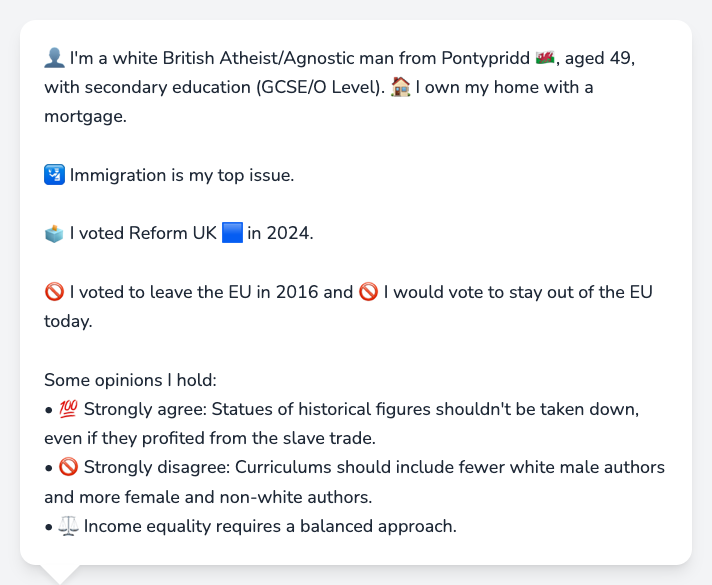 👤 I'm a white British Atheist/Agnostic man from Pontypridd 🏴󠁧󠁢󠁷󠁬󠁳󠁿, aged 49,
with secondary education (GCSE/O Level). 🏠 I own my home with a
mortgage.
🛂 Immigration is my top issue.
🗳️ I voted Reform UK 🟦 in 2024.
🚫 I voted to leave the EU in 2016 and 🚫 I would vote to stay out of the EU
today.
Some opinions I hold:
• 💯 Strongly agree: Statues of historical figures shouldn't be taken down,
even if they profited from the slave trade.
• 🚫 Strongly disagree: Curriculums should include fewer white male authors
and more female and non-white authors.
• ⚖️ Income equality requires a balanced approach.